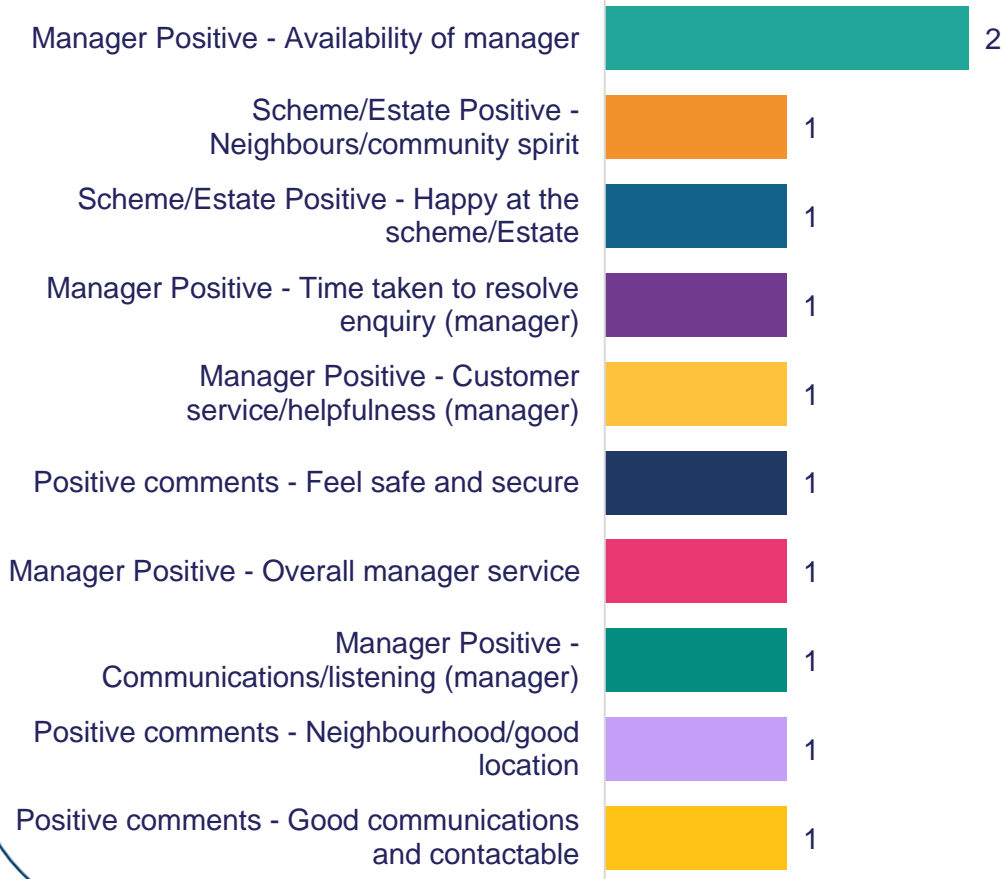 Manager Positive - Availability of manager
2
Scheme/Estate Positive -
Neighbours/community spirit
1
Scheme/Estate Positive - Happy at the
scheme/Estate
1
Manager Positive - Time taken to resolve
enquiry (manager)
1
Manager Positive - Customer
service/helpfulness (manager)
1
Positive comments - Feel safe and secure
1
Manager Positive - Overall manager service
1
Manager Positive -
Communications/listening (manager)
1
Positive comments - Neighbourhood/good
location
1
Positive comments - Good communications
and contactable
1